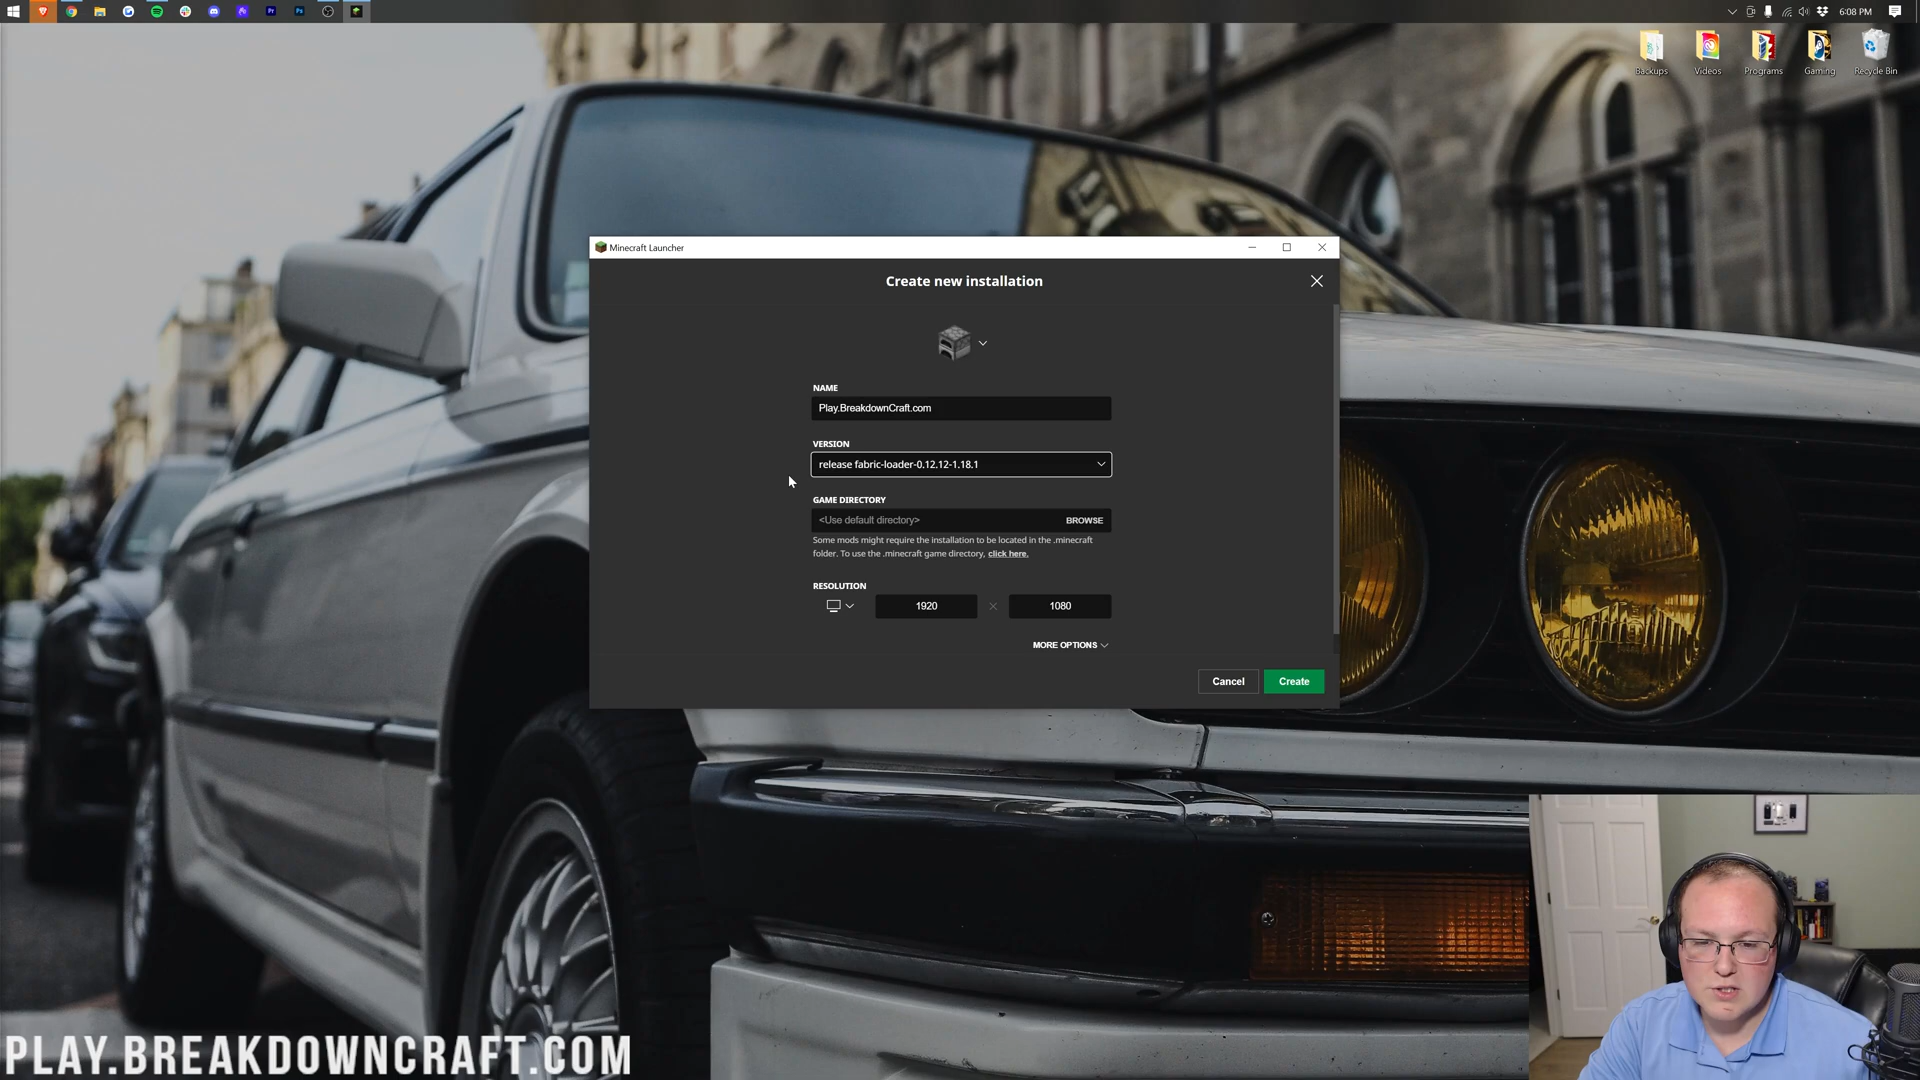 6:08 PM
Backups
Videos
Programs
Gaming
Recycle Bin
Minecraft Launcher
Create new installation
NAME
Play.BreakdownCraft.com
VERSION
release fabric-loader-0.12.12-1.18.1
GAME DIRECTORY
<Use default directory>
BROWSE
Some mods might require the installation to be located in the .minecraft
folder. To use the .minecraft game directory, click here.
RESOLUTION
1920
1080
MORE OPTIONS
Cancel
Create
PLAY.BREAKDOWNCRAFT.COM